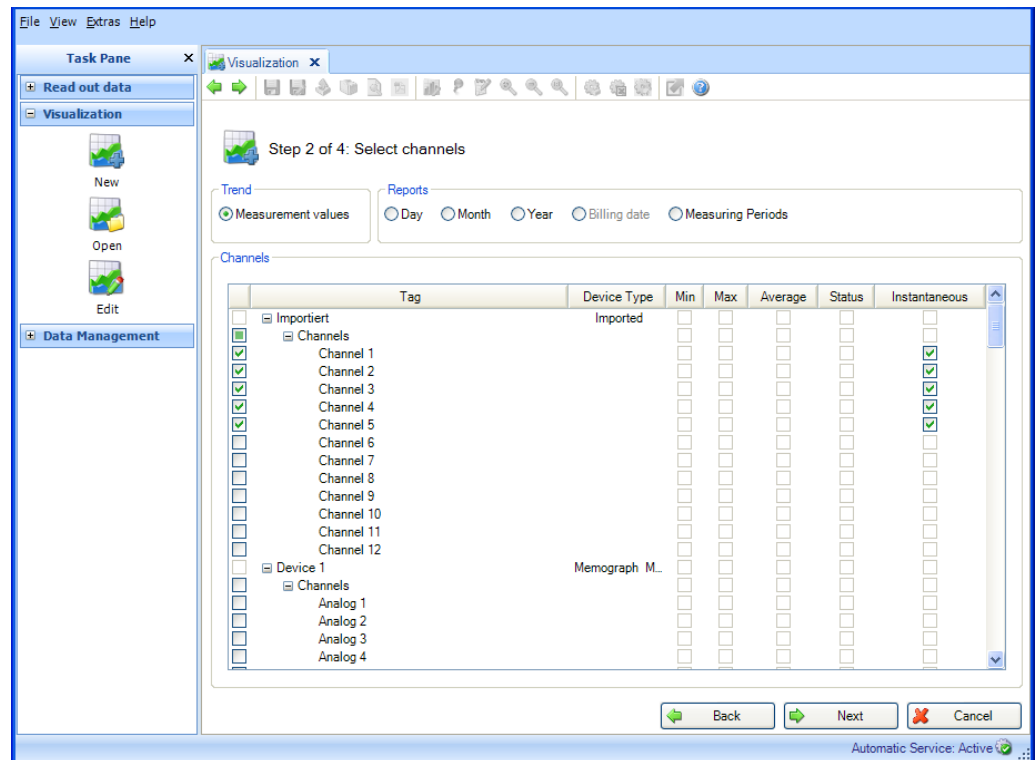 File View Extras Help
Task Pane
Read out data
Visualization
New
Open
Edit
Data Management
Visualization
Step 2 of 4: Select channels
Trend
Measurement values
Reports
Day Month Year Billing date Measuring Periods
Channels
Tag Device Type Min Max Average Status Instantaneous
Importiert Imported
Channels
Channel 1
Channel 2
Channel 3
Channel 4
Channel 5
Channel 6
Channel 7
Channel 8
Channel 9
Channel 10
Channel 11
Channel 12
Device 1 Memograph M...
Channels
Analog 1
Analog 2
Analog 3
Analog 4
Back Next Cancel
Automatic Service: Active